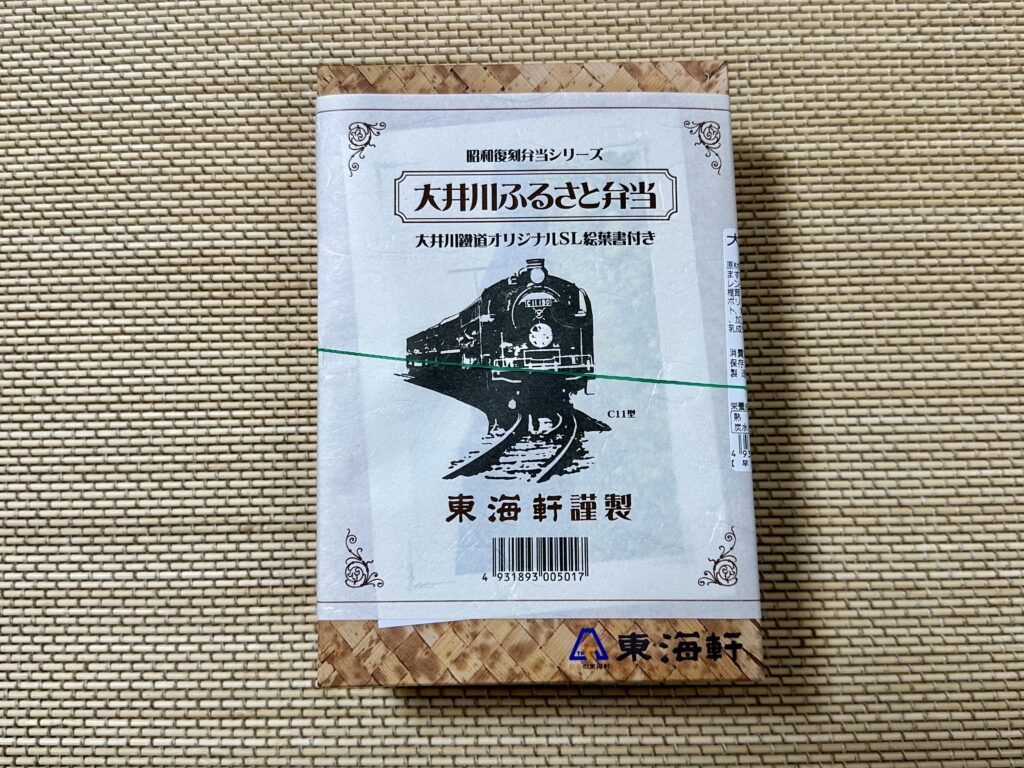 昭和復刻弁当シリーズ
大井川ふるさと弁当
大井川鐵道オリジナルSL絵葉書付き
C11 190
C11型
東海軒謹製
4 931893 005017
東海軒